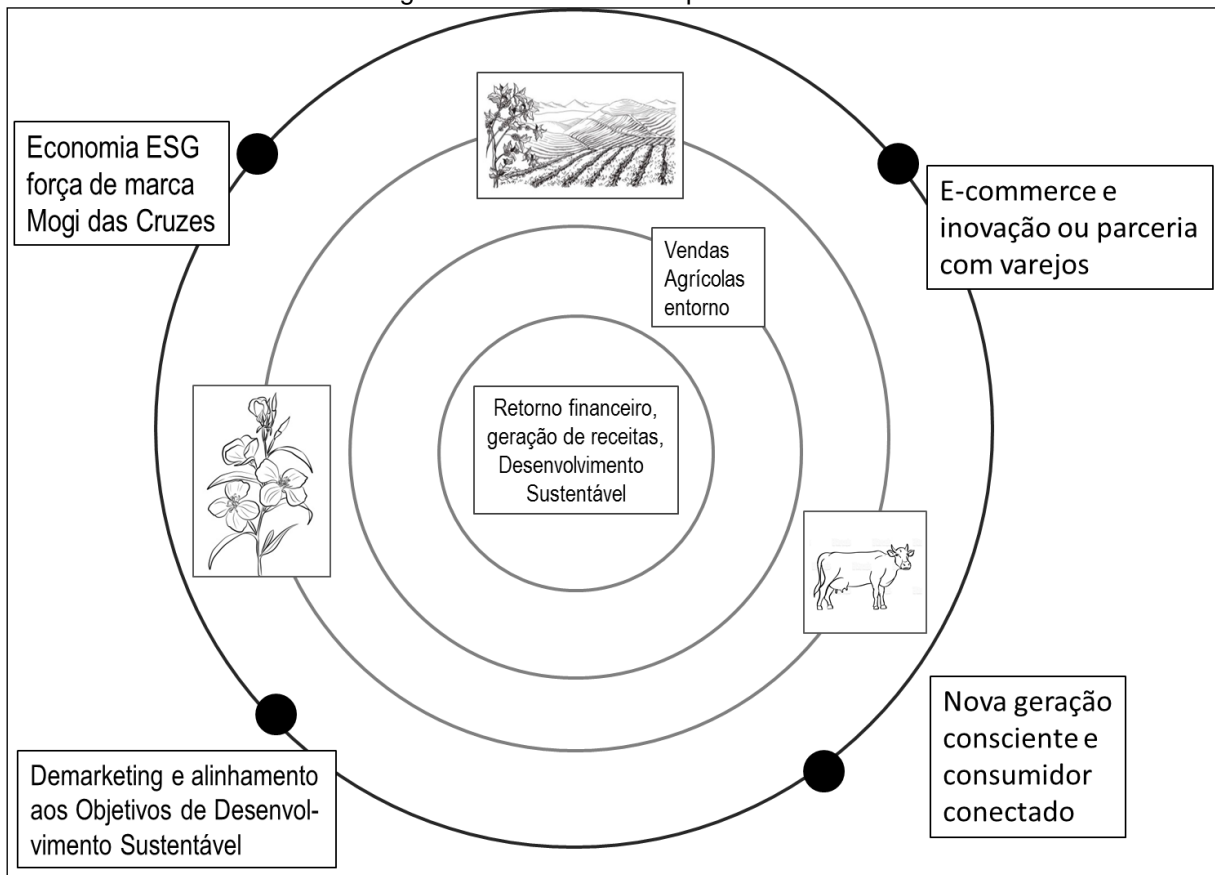 Economia ESG
força de marca
Mogi das Cruzes
E-commerce e
inovação ou parceria
com varejos
Vendas
Agrícolas
entorno
Retorno financeiro,
geração de receitas,
Desenvolvimento
Sustentável
Demarketing e alinhamento
aos Objetivos de Desenvol-
vimento Sustentável
Nova geração
consciente e
consumidor
conectado